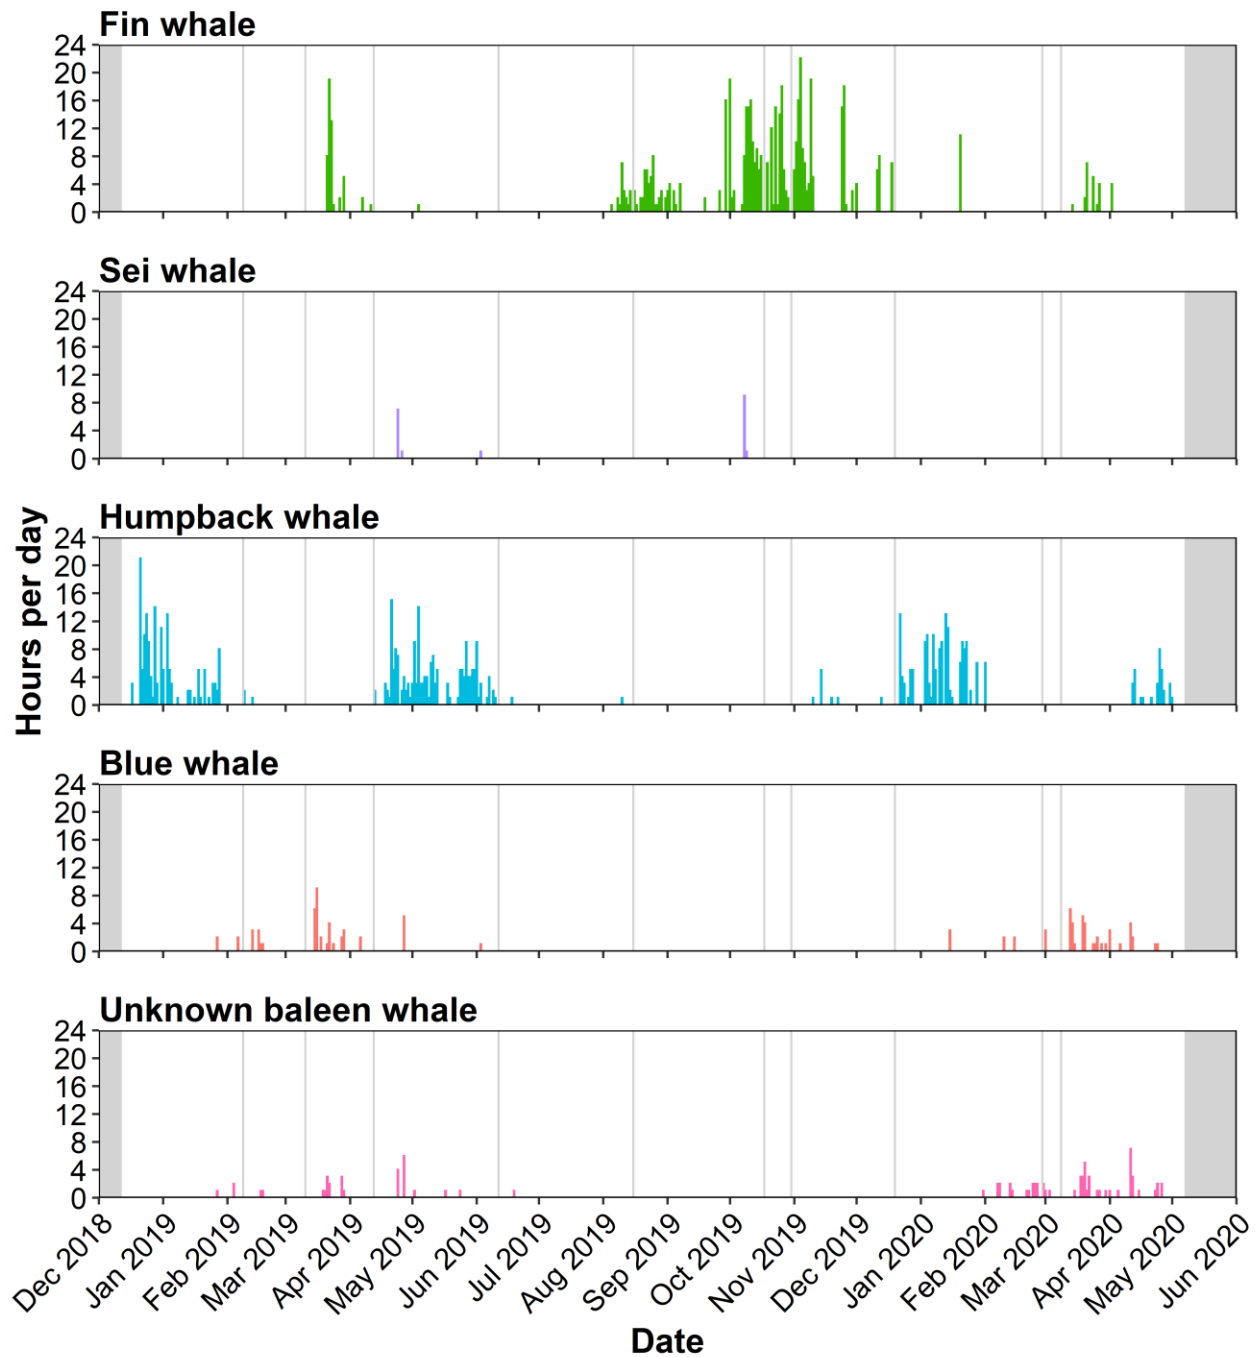 Fin whale
24
20
16
12
8
4
0
Sei whale
24
20
16
12
8
4
0
Humpback whale
24
20
16
12
8
4
0
Hours per day
Blue whale
24
20
16
12
8
4
0
Unknown baleen whale
24
20
16
12
8
4
0
Dec 2018
Jan 2019
Feb 2019
Mar 2019
Apr 2019
May 2019
Jun 2019
Jul 2019
Aug 2019
Sep 2019
Oct 2019
Nov 2019
Dec 2019
Jan 2020
Feb 2020
Mar 2020
Apr 2020
May 2020
Jun 2020
Date